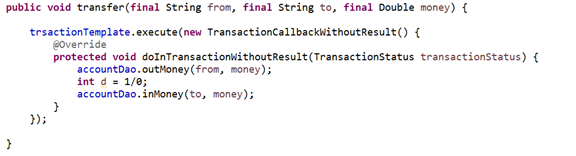 public void transfer(final String from, final String to, final Double money) {
trsactionTemplate.execute(new TransactionCallbackWithoutResult() {
@Override
protected void doInTransactionWithoutResult(TransactionStatus transactionStatus) {
accountDao.outMoney(from, money);
int d = 1/0;
accountDao.inMoney(to, money);
}
});
}